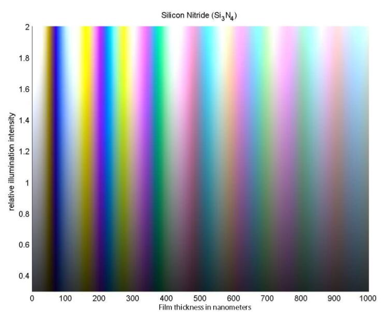 Silicon Nitride (Si3N4)
relative illumination intensity
2
1.8
1.6
1.4
1.2
1
0.8
0.6
0.4
0 100 200 300 400 500 600 700 800 900 1000
Film thickness in nanometers